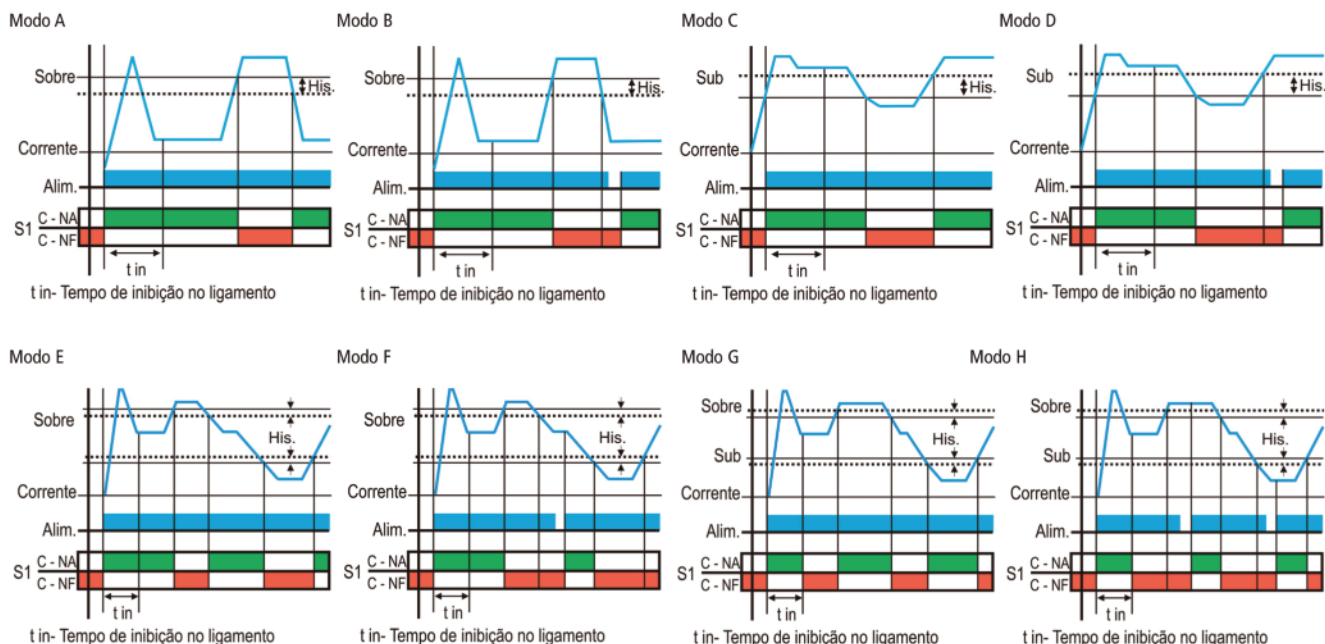 Modo A
Sobre
His.
Corrente
Alim.
S1
C - NA
C - NF
t in
t in- Tempo de inibição no ligamento
Modo B
Sobre
His.
Corrente
Alim.
S1
C - NA
C - NF
t in
t in- Tempo de inibição no ligamento
Modo C
Sub
His.
Corrente
Alim.
S1
C - NA
C - NF
t in
t in- Tempo de inibição no ligamento
Modo D
Sub
His.
Corrente
Alim.
S1
C - NA
C - NF
t in
t in- Tempo de inibição no ligamento
Modo E
Sobre
His.
Corrente
Alim.
S1
C - NA
C - NF
t in
t in- Tempo de inibição no ligamento
Modo F
Sobre
His.
Corrente
Alim.
S1
C - NA
C - NF
t in
t in- Tempo de inibição no ligamento
Modo G
Sobre
His.
Sub
Corrente
Alim.
S1
C - NA
C - NF
t in
t in- Tempo de inibição no ligamento
Modo H
Sobre
His.
Sub
Corrente
Alim.
S1
C - NA
C - NF
t in
t in- Tempo de inibição no ligamento